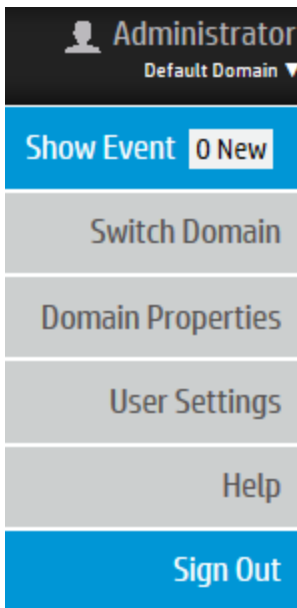 Administrator
Default Domain ▼
Show Event 0 New
Switch Domain
Domain Properties
User Settings
Help
Sign Out